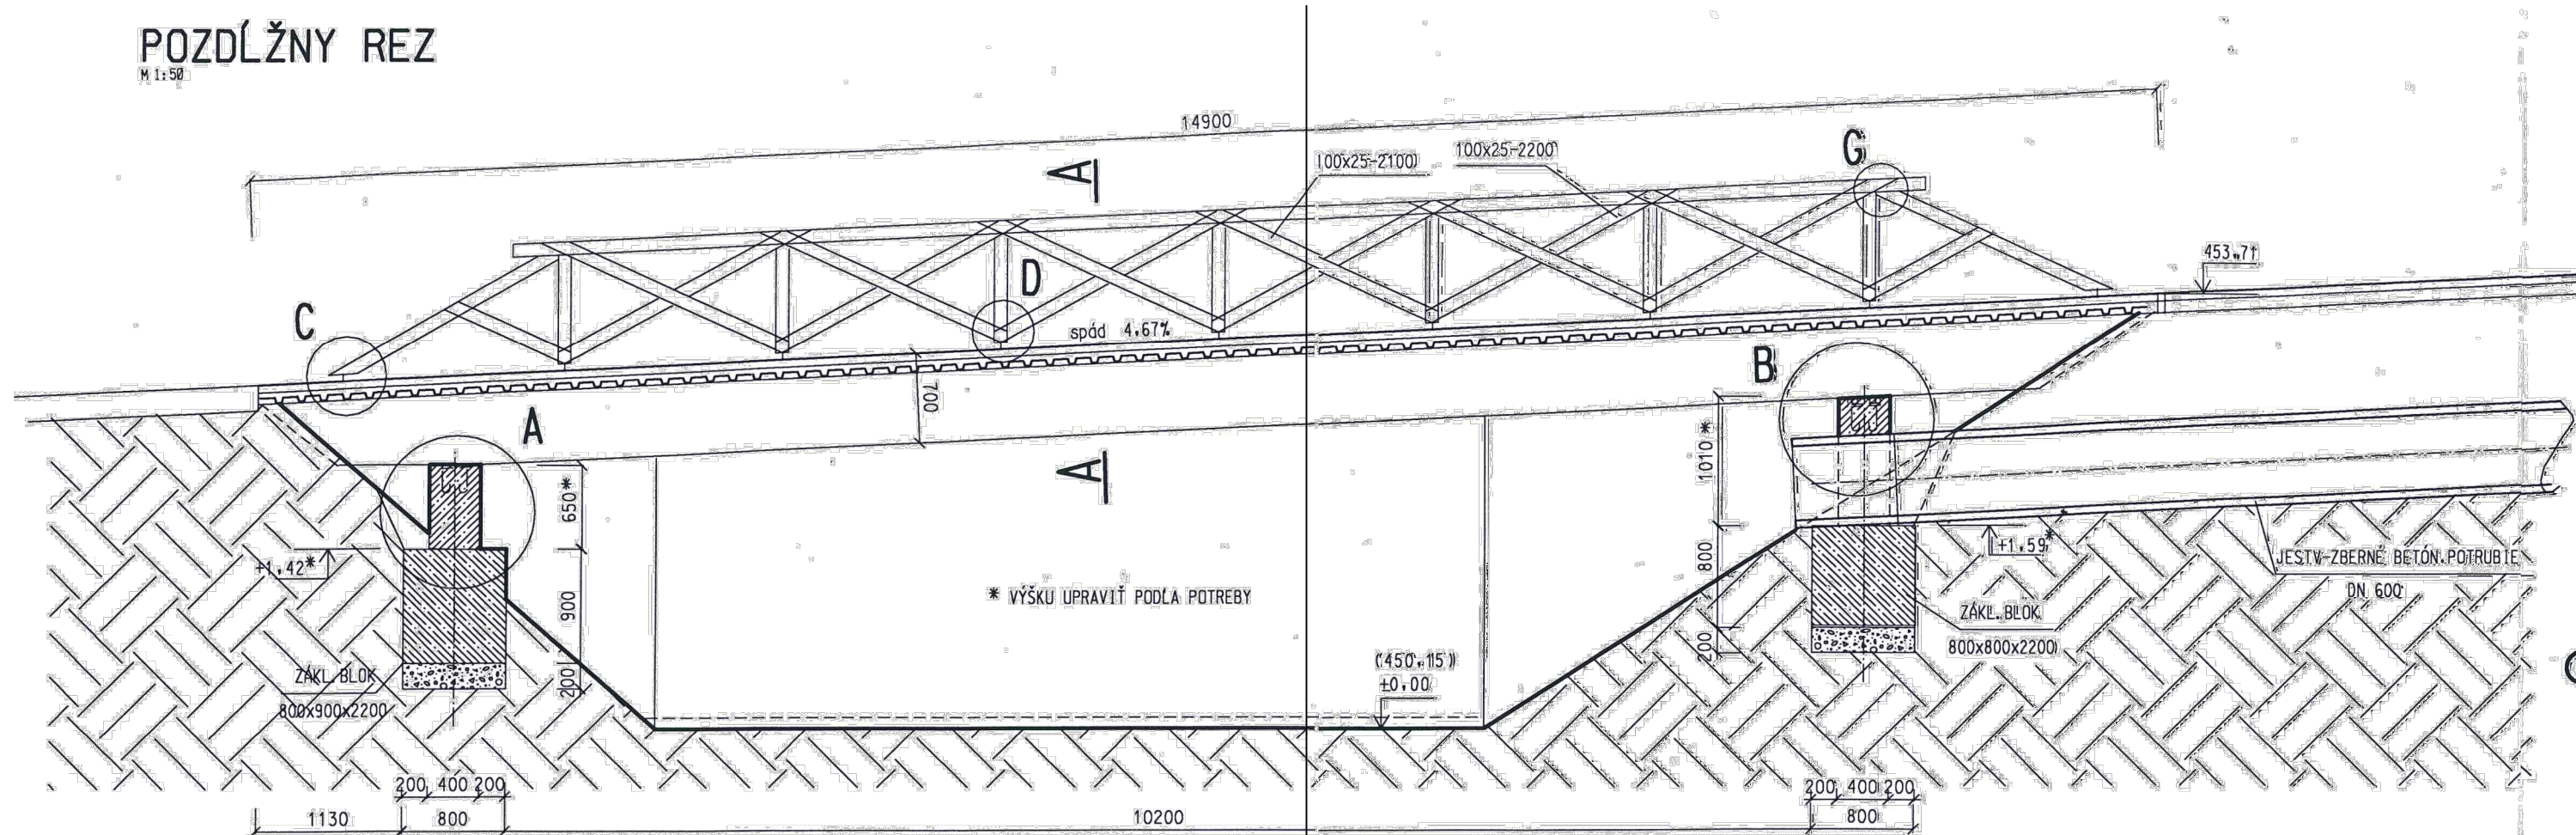 POZDĹŽNY REZ
M 1:50
14900
A
100x25-2100
100x25-2200
G
453,71
C
D
spád 4,67%
700
A
B
650*
1010*
A
+1,42*
900
200
* VÝŠKU UPRAVIŤ PODĽA POTREBY
800
200
+1,59*
JESTV. ZBERNÉ BETÓN. POTRUBIE
DN 600
ZÁKL. BLOK
800x800x2200
(450,15)
±0,00
ZÁKL. BLOK
800x900x2200
200 400 200
200 400 200
1130
800
10200
800